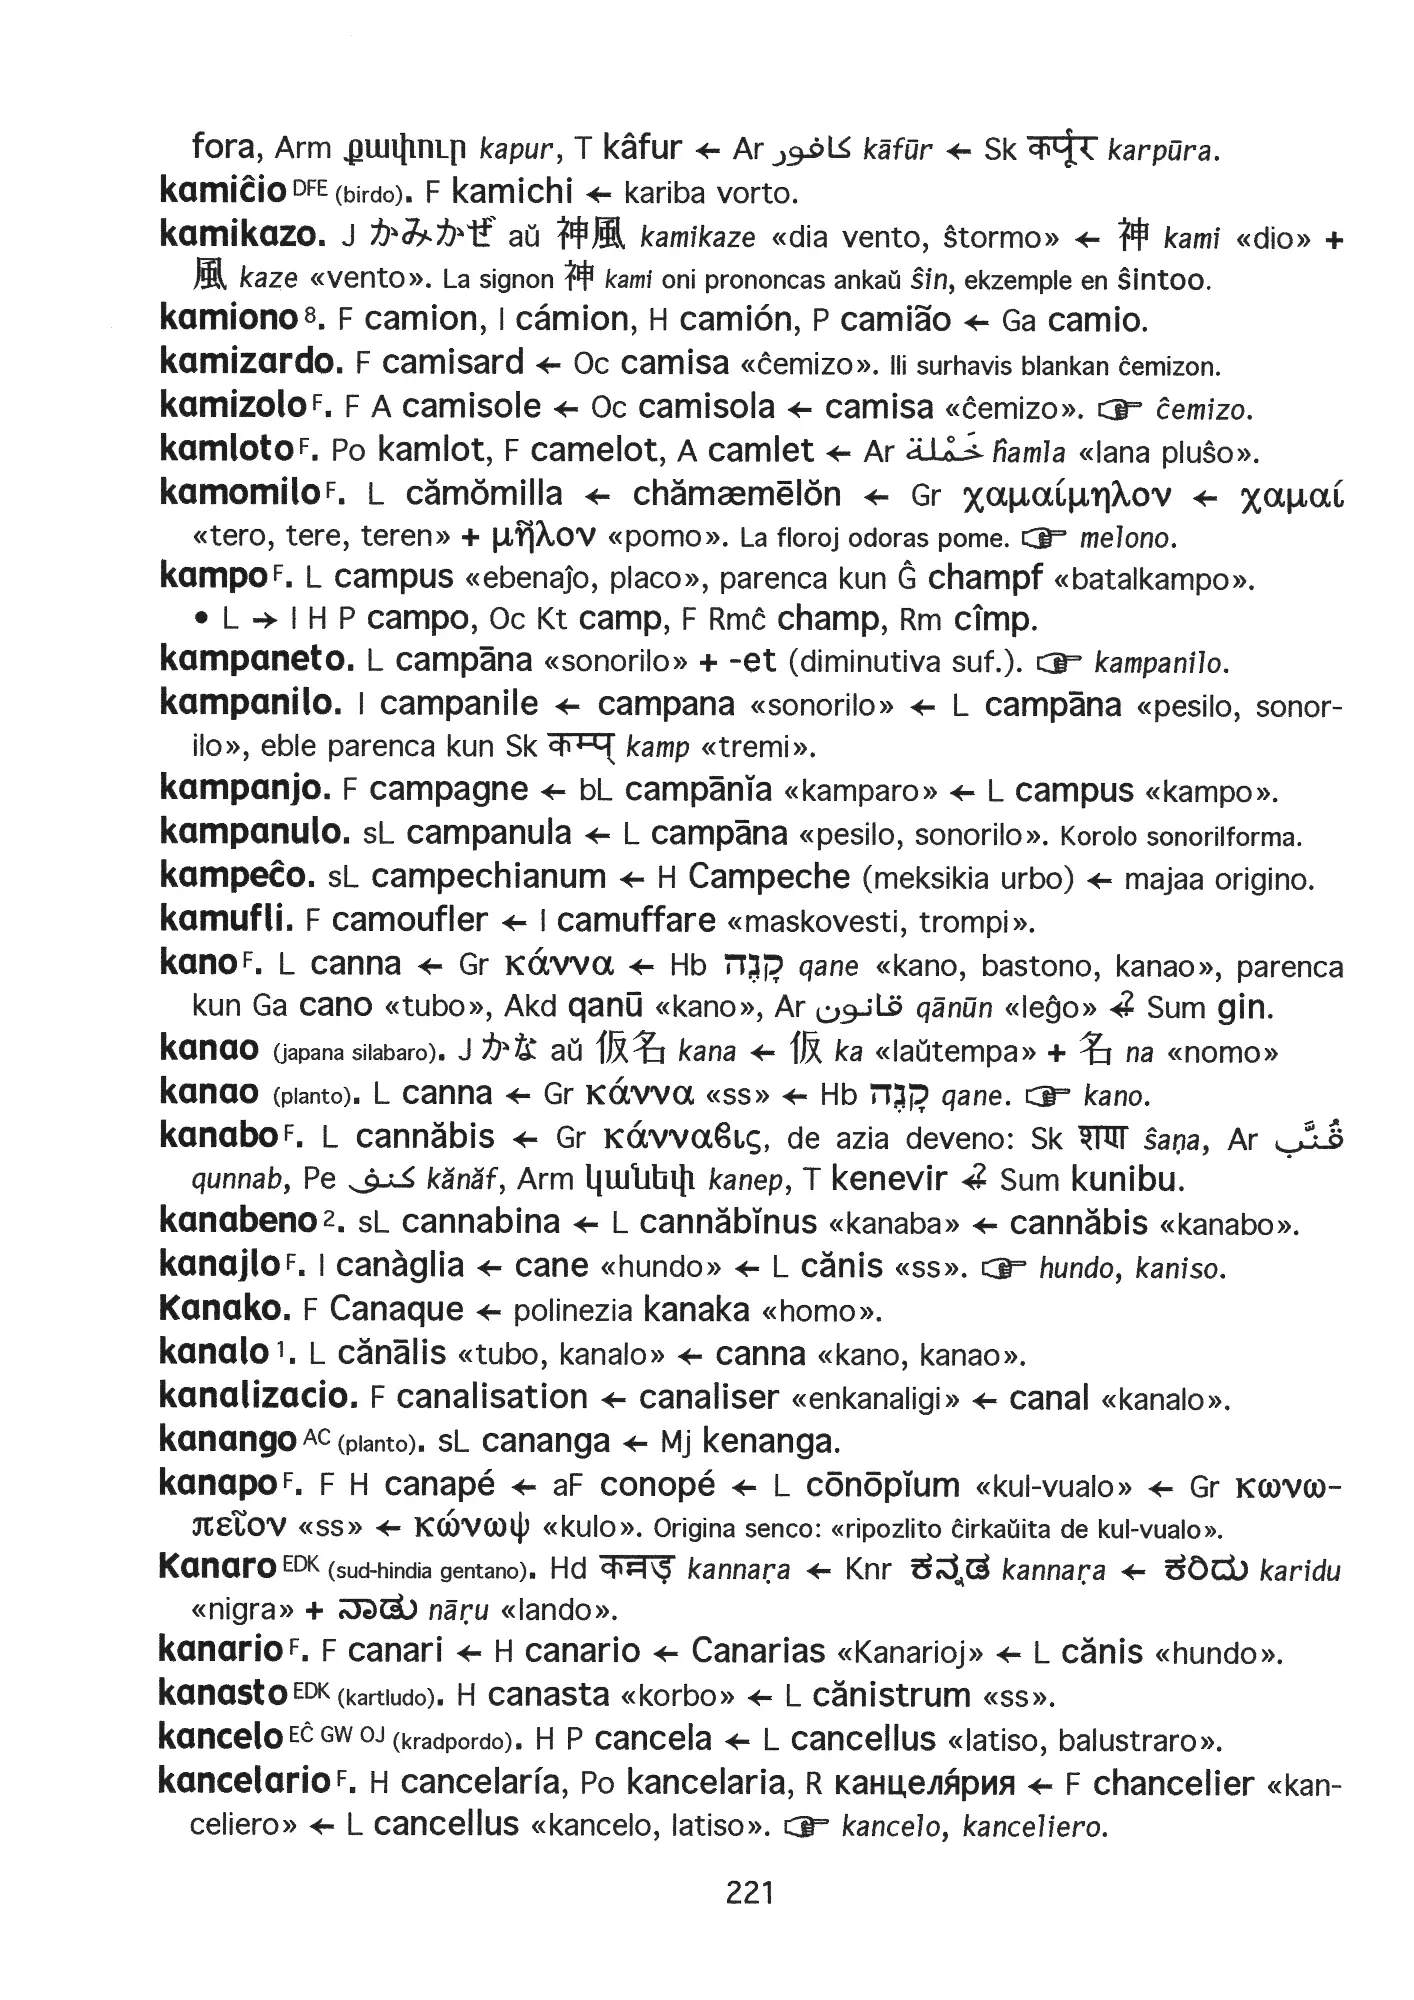 fora, Arm քափուր kapur, T kâfur ← Ar كافور kāfūr ← Sk कर्पूर karpūra.
kamiĉio DFE (birdo). F kamichi ← kariba vorto.
kamikazo. J かみかぜ aŭ 神風 kamikaze «dia vento, ŝtormo» ← 神 kami «dio» +
風 kaze «vento». La signon 神 kami oni prononcas ankaŭ ŝin, ekzemple en ŝintoo.
kamiono 8. F camion, I cámion, H camión, P camião ← Ga camio.
kamizardo. F camisard ← Oc camisa «ĉemizo». Ili surhavis blankan ĉemizon.
kamizolo F. F A camisole ← Oc camisola ← camisa «ĉemizo». ☞ ĉemizo.
kamloto F. Po kamlot, F camelot, A camlet ← Ar خَمْلة ĥamla «lana pluŝo».
kamomilo F. L cămŏmilla ← chămæmēlŏn ← Gr χαμαίμηλον ← χαμαί
«tero, tere, teren» + μῆλον «pomo». La floroj odoras pome. ☞ melono.
kampo F. L campus «ebenaĵo, placo», parenca kun Ĝ champf «batalkampo».
• L → I H P campo, Oc Kt camp, F Rmĉ champ, Rm cîmp.
kampaneto. L campāna «sonorilo» + -et (diminutiva suf.). ☞ kampanilo.
kampanilo. I campanile ← campana «sonorilo» ← L campāna «pesilo, sonor-
ilo», eble parenca kun Sk कम्प् kamp «tremi».
kampanjo. F campagne ← bL campānĭa «kamparo» ← L campus «kampo».
kampanulo. sL campanula ← L campāna «pesilo, sonorilo». Korolo sonorilforma.
kampeĉo. sL campechianum ← H Campeche (meksikia urbo) ← majaa origino.
kamufli. F camoufler ← I camuffare «maskovesti, trompi».
kano F. L canna ← Gr κάννα ← Hb קָנֶה qane «kano, bastono, kanao», parenca
kun Ga cano «tubo», Akd qanū «kano», Ar قانون qānūn «leĝo» ⥽ Sum gin.
kanao (japana silabaro). J かな aŭ 仮名 kana ← 仮 ka «laŭtempa» + 名 na «nomo»
kanao (planto). L canna ← Gr κάννα «ss» ← Hb קָנֶה qane. ☞ kano.
kanabo F. L cannăbis ← Gr κάνναϐις, de azia deveno: Sk शाण ŝaṇa, Ar قُنَّب
qunnab, Pe كنف kănăf, Arm կանեփ kanep, T kenevir ⥽ Sum kunibu.
kanabeno 2. sL cannabina ← L cannăbĭnus «kanaba» ← cannăbis «kanabo».
kanajlo F. I canàglia ← cane «hundo» ← L cănis «ss». ☞ hundo, kaniso.
Kanako. F Canaque ← polinezia kanaka «homo».
kanalo 1. L cănālis «tubo, kanalo» ← canna «kano, kanao».
kanalizacio. F canalisation ← canaliser «enkanaligi» ← canal «kanalo».
kanango AC (planto). sL cananga ← Mj kenanga.
kanapo F. F H canapé ← aF conopé ← L cōnōpĭum «kul-vualo» ← Gr κωνω-
πεῖον «ss» ← κώνωψ «kulo». Origina senco: «ripozlito ĉirkaŭita de kul-vualo».
Kanaro EDK (sud-hindia gentano). Hd कन्नड़ kannaṛa ← Knr ಕನ್ನಡ kannaṛa ← ಕರಿದು karidu
«nigra» + ನಾಡು nāṛu «lando».
kanario F. F canari ← H canario ← Canarias «Kanarioj» ← L cănis «hundo».
kanasto EDK (kartludo). H canasta «korbo» ← L cănistrum «ss».
kancelo EĈ GW OJ (kradpordo). H P cancela ← L cancellus «latiso, balustraro».
kancelario F. H cancelaría, Po kancelaria, R канцеля́рия ← F chancelier «kan-
celiero» ← L cancellus «kancelo, latiso». ☞ kancelo, kanceliero.
221